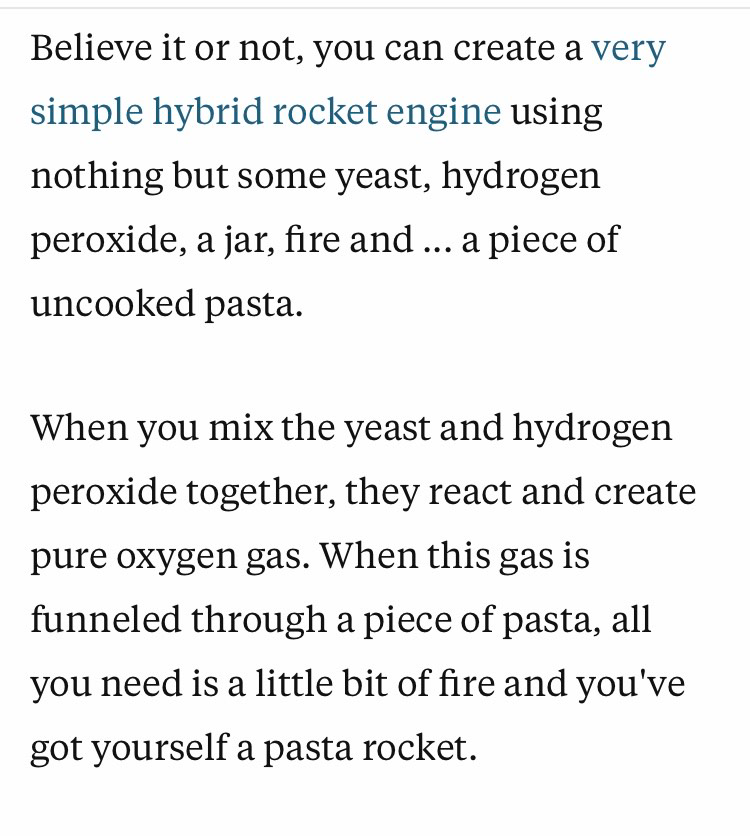 Believe it or not, you can create a very
simple hybrid rocket engine using
nothing but some yeast, hydrogen
peroxide, a jar, fire and ... a piece of
uncooked pasta.
When you mix the yeast and hydrogen
peroxide together, they react and create
pure oxygen gas. When this gas is
funneled through a piece of pasta, all
you need is a little bit of fire and you've
got yourself a pasta rocket.